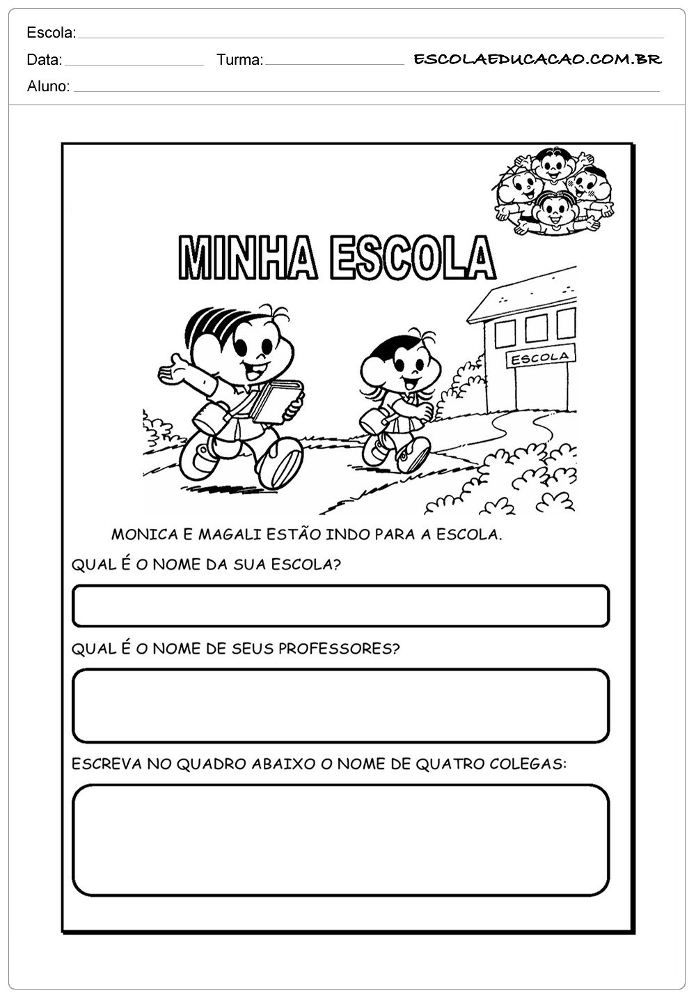 Escola:
Data: Turma: ESCOLAEDUCACAO.COM.BR
Aluno:
MINHA ESCOLA
ESCOLA
MONICA E MAGALI ESTÃO INDO PARA A ESCOLA.
QUAL É O NOME DA SUA ESCOLA?
QUAL É O NOME DE SEUS PROFESSORES?
ESCREVA NO QUADRO ABAIXO O NOME DE QUATRO COLEGAS: